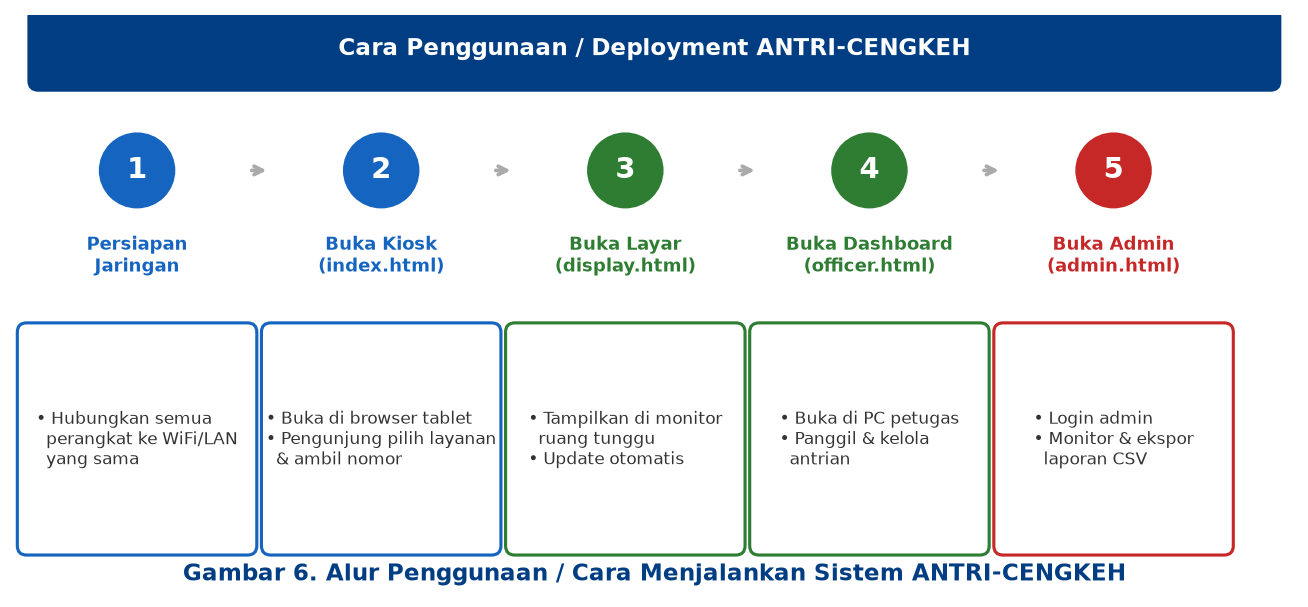 Cara Penggunaan / Deployment ANTRI-CENGKEH
1
2
3
4
5
Persiapan
Jaringan
Buka Kiosk
(index.html)
Buka Layar
(display.html)
Buka Dashboard
(officer.html)
Buka Admin
(admin.html)
• Hubungkan semua
perangkat ke WiFi/LAN
yang sama
• Buka di browser tablet
• Pengunjung pilih layanan
& ambil nomor
• Tampilkan di monitor
ruang tunggu
• Update otomatis
• Buka di PC petugas
• Panggil & kelola
antrian
• Login admin
• Monitor & ekspor
laporan CSV
Gambar 6. Alur Penggunaan / Cara Menjalankan Sistem ANTRI-CENGKEH